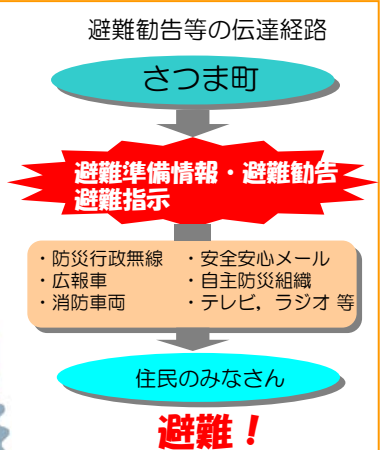 避難勧告等の伝達経路
さつま町
避難準備情報・避難勧告
避難指示
・防災行政無線 ・安全安心メール
・広報車 ・自主防災組織
・消防車両 ・テレビ，ラジオ 等
住民のみなさん
避難！